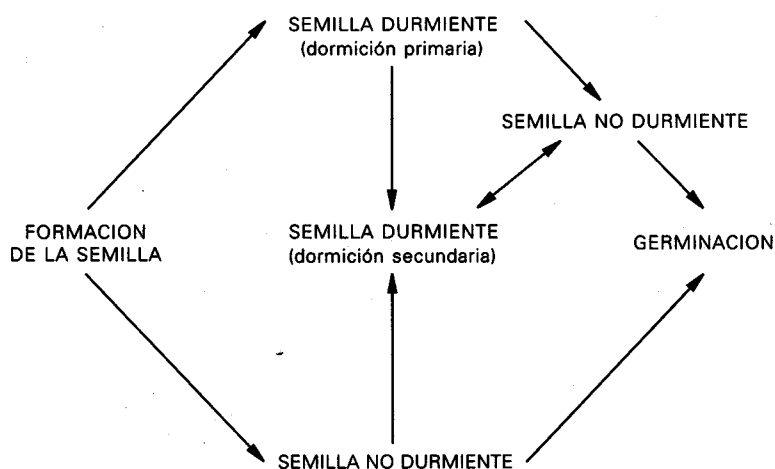 SEMILLA DURMIENTE
(dormición primaria)
SEMILLA NO DURMIENTE
FORMACION
DE LA SEMILLA
SEMILLA DURMIENTE
(dormición secundaria)
GERMINACION
SEMILLA NO DURMIENTE